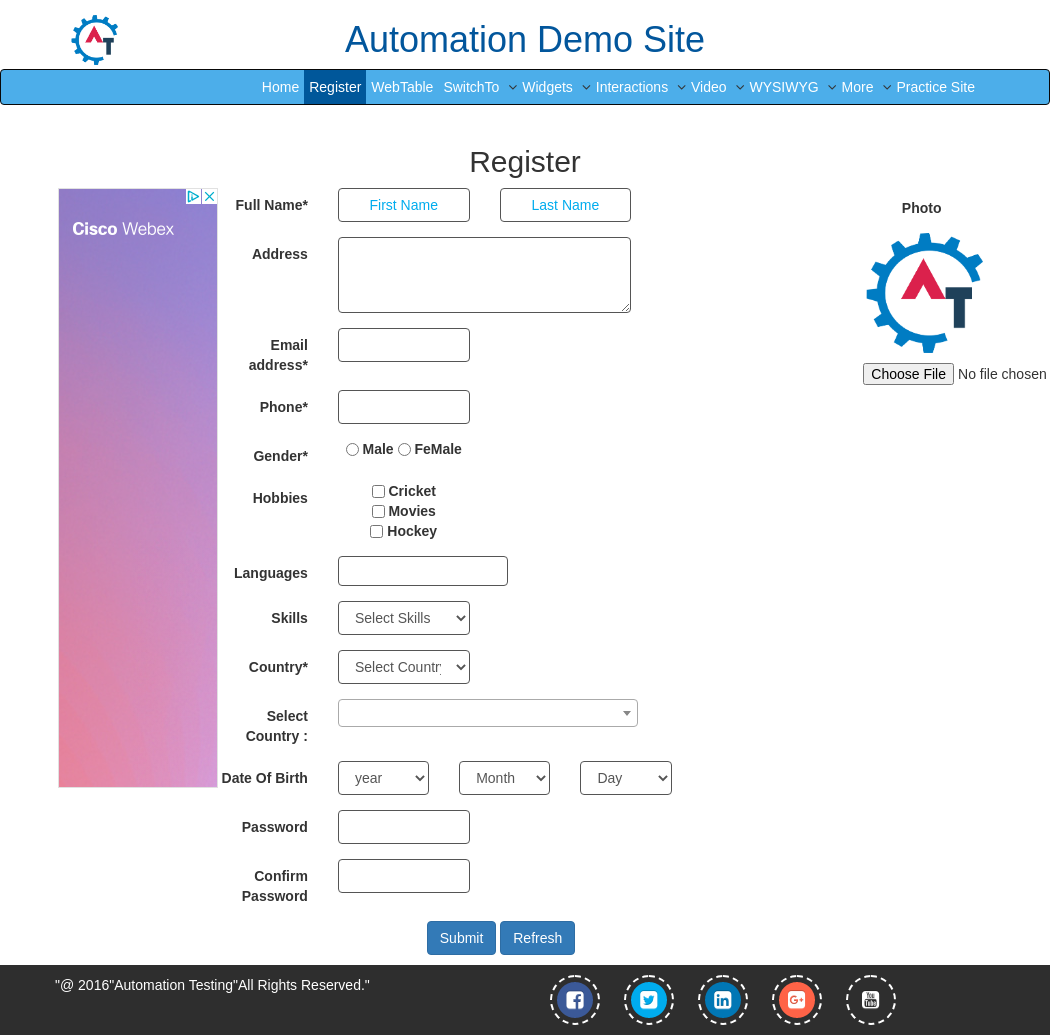 Automation Demo Site
Home Register WebTable SwitchTo Widgets Interactions Video WYSIWYG More Practice Site
Register
Cisco Webex
Full Name* First Name Last Name
Photo
Address
AT
Choose File No file chosen
Email
address*
Phone*
Gender* Male FeMale
Hobbies Cricket
Movies
Hockey
Languages
Skills Select Skills
Country* Select Country
Select
Country :
Date Of Birth year Month Day
Password
Confirm
Password
Submit Refresh
"@ 2016"Automation Testing"All Rights Reserved."